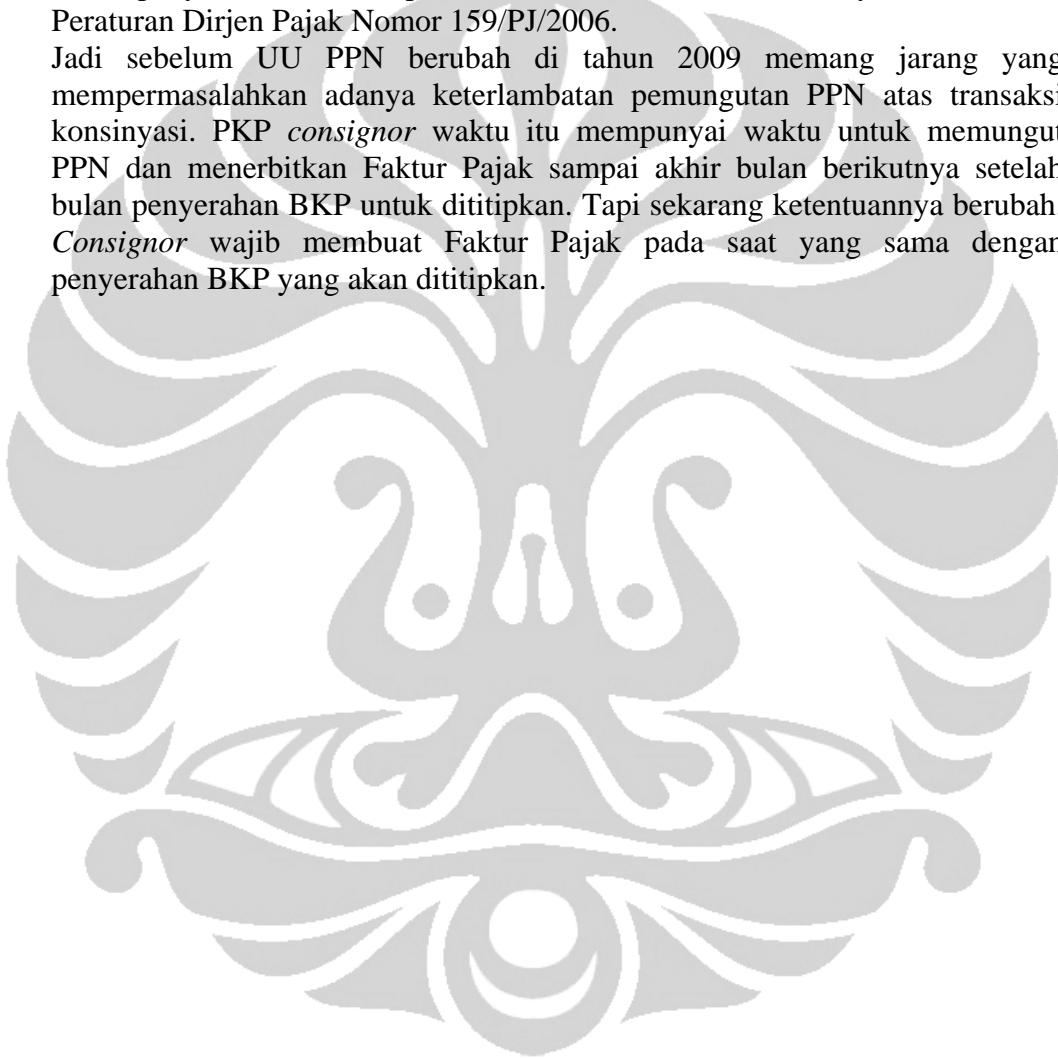 Peraturan Dirjen Pajak Nomor 159/PJ/2006.
Jadi sebelum UU PPN berubah di tahun 2009 memang jarang yang
mempermasalahkan adanya keterlambatan pemungutan PPN atas transaksi
konsinyasi. PKP consignor waktu itu mempunyai waktu untuk memungut
PPN dan menerbitkan Faktur Pajak sampai akhir bulan berikutnya setelah
bulan penyerahan BKP untuk dititipkan. Tapi sekarang ketentuannya berubah
Consignor wajib membuat Faktur Pajak pada saat yang sama dengan
penyerahan BKP yang akan dititipkan.